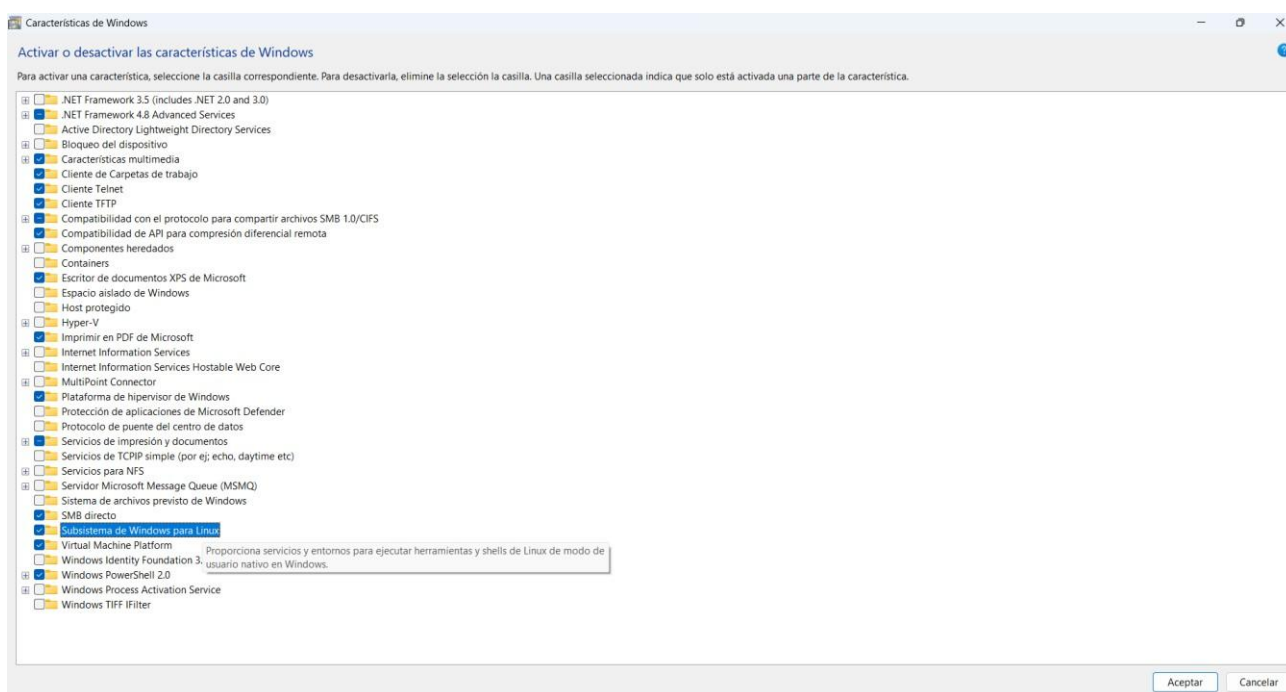 Características de Windows
Activar o desactivar las características de Windows
Para activar una característica, seleccione la casilla correspondiente. Para desactivarla, elimine la selección la casilla. Una casilla seleccionada indica que solo está activada una parte de la característica.
.NET Framework 3.5 (includes .NET 2.0 and 3.0)
.NET Framework 4.8 Advanced Services
Active Directory Lightweight Directory Services
Bloqueo del dispositivo
Características multimedia
Cliente de Carpetas de trabajo
Cliente Telnet
Cliente TFTP
Compatibilidad con el protocolo para compartir archivos SMB 1.0/CIFS
Compatibilidad de API para compresión diferencial remota
Componentes heredados
Containers
Escritor de documentos XPS de Microsoft
Espacio aislado de Windows
Host protegido
Hyper-V
Imprimir en PDF de Microsoft
Internet Information Services
Internet Information Services Hostable Web Core
MultiPoint Connector
Plataforma de hipervisor de Windows
Protección de aplicaciones de Microsoft Defender
Protocolo de puente del centro de datos
Servicios de impresión y documentos
Servicios de TCPIP simple (por ej; echo, daytime etc)
Servicios para NFS
Servidor Microsoft Message Queue (MSMQ)
Sistema de archivos previsto de Windows
SMB directo
Subsistema de Windows para Linux
Virtual Machine Platform
Proporciona servicios y entornos para ejecutar herramientas y shells de Linux de modo de
usuario nativo en Windows.
Windows Identity Foundation 3.
Windows PowerShell 2.0
Windows Process Activation Service
Windows TIFF IFilter
Aceptar Cancelar